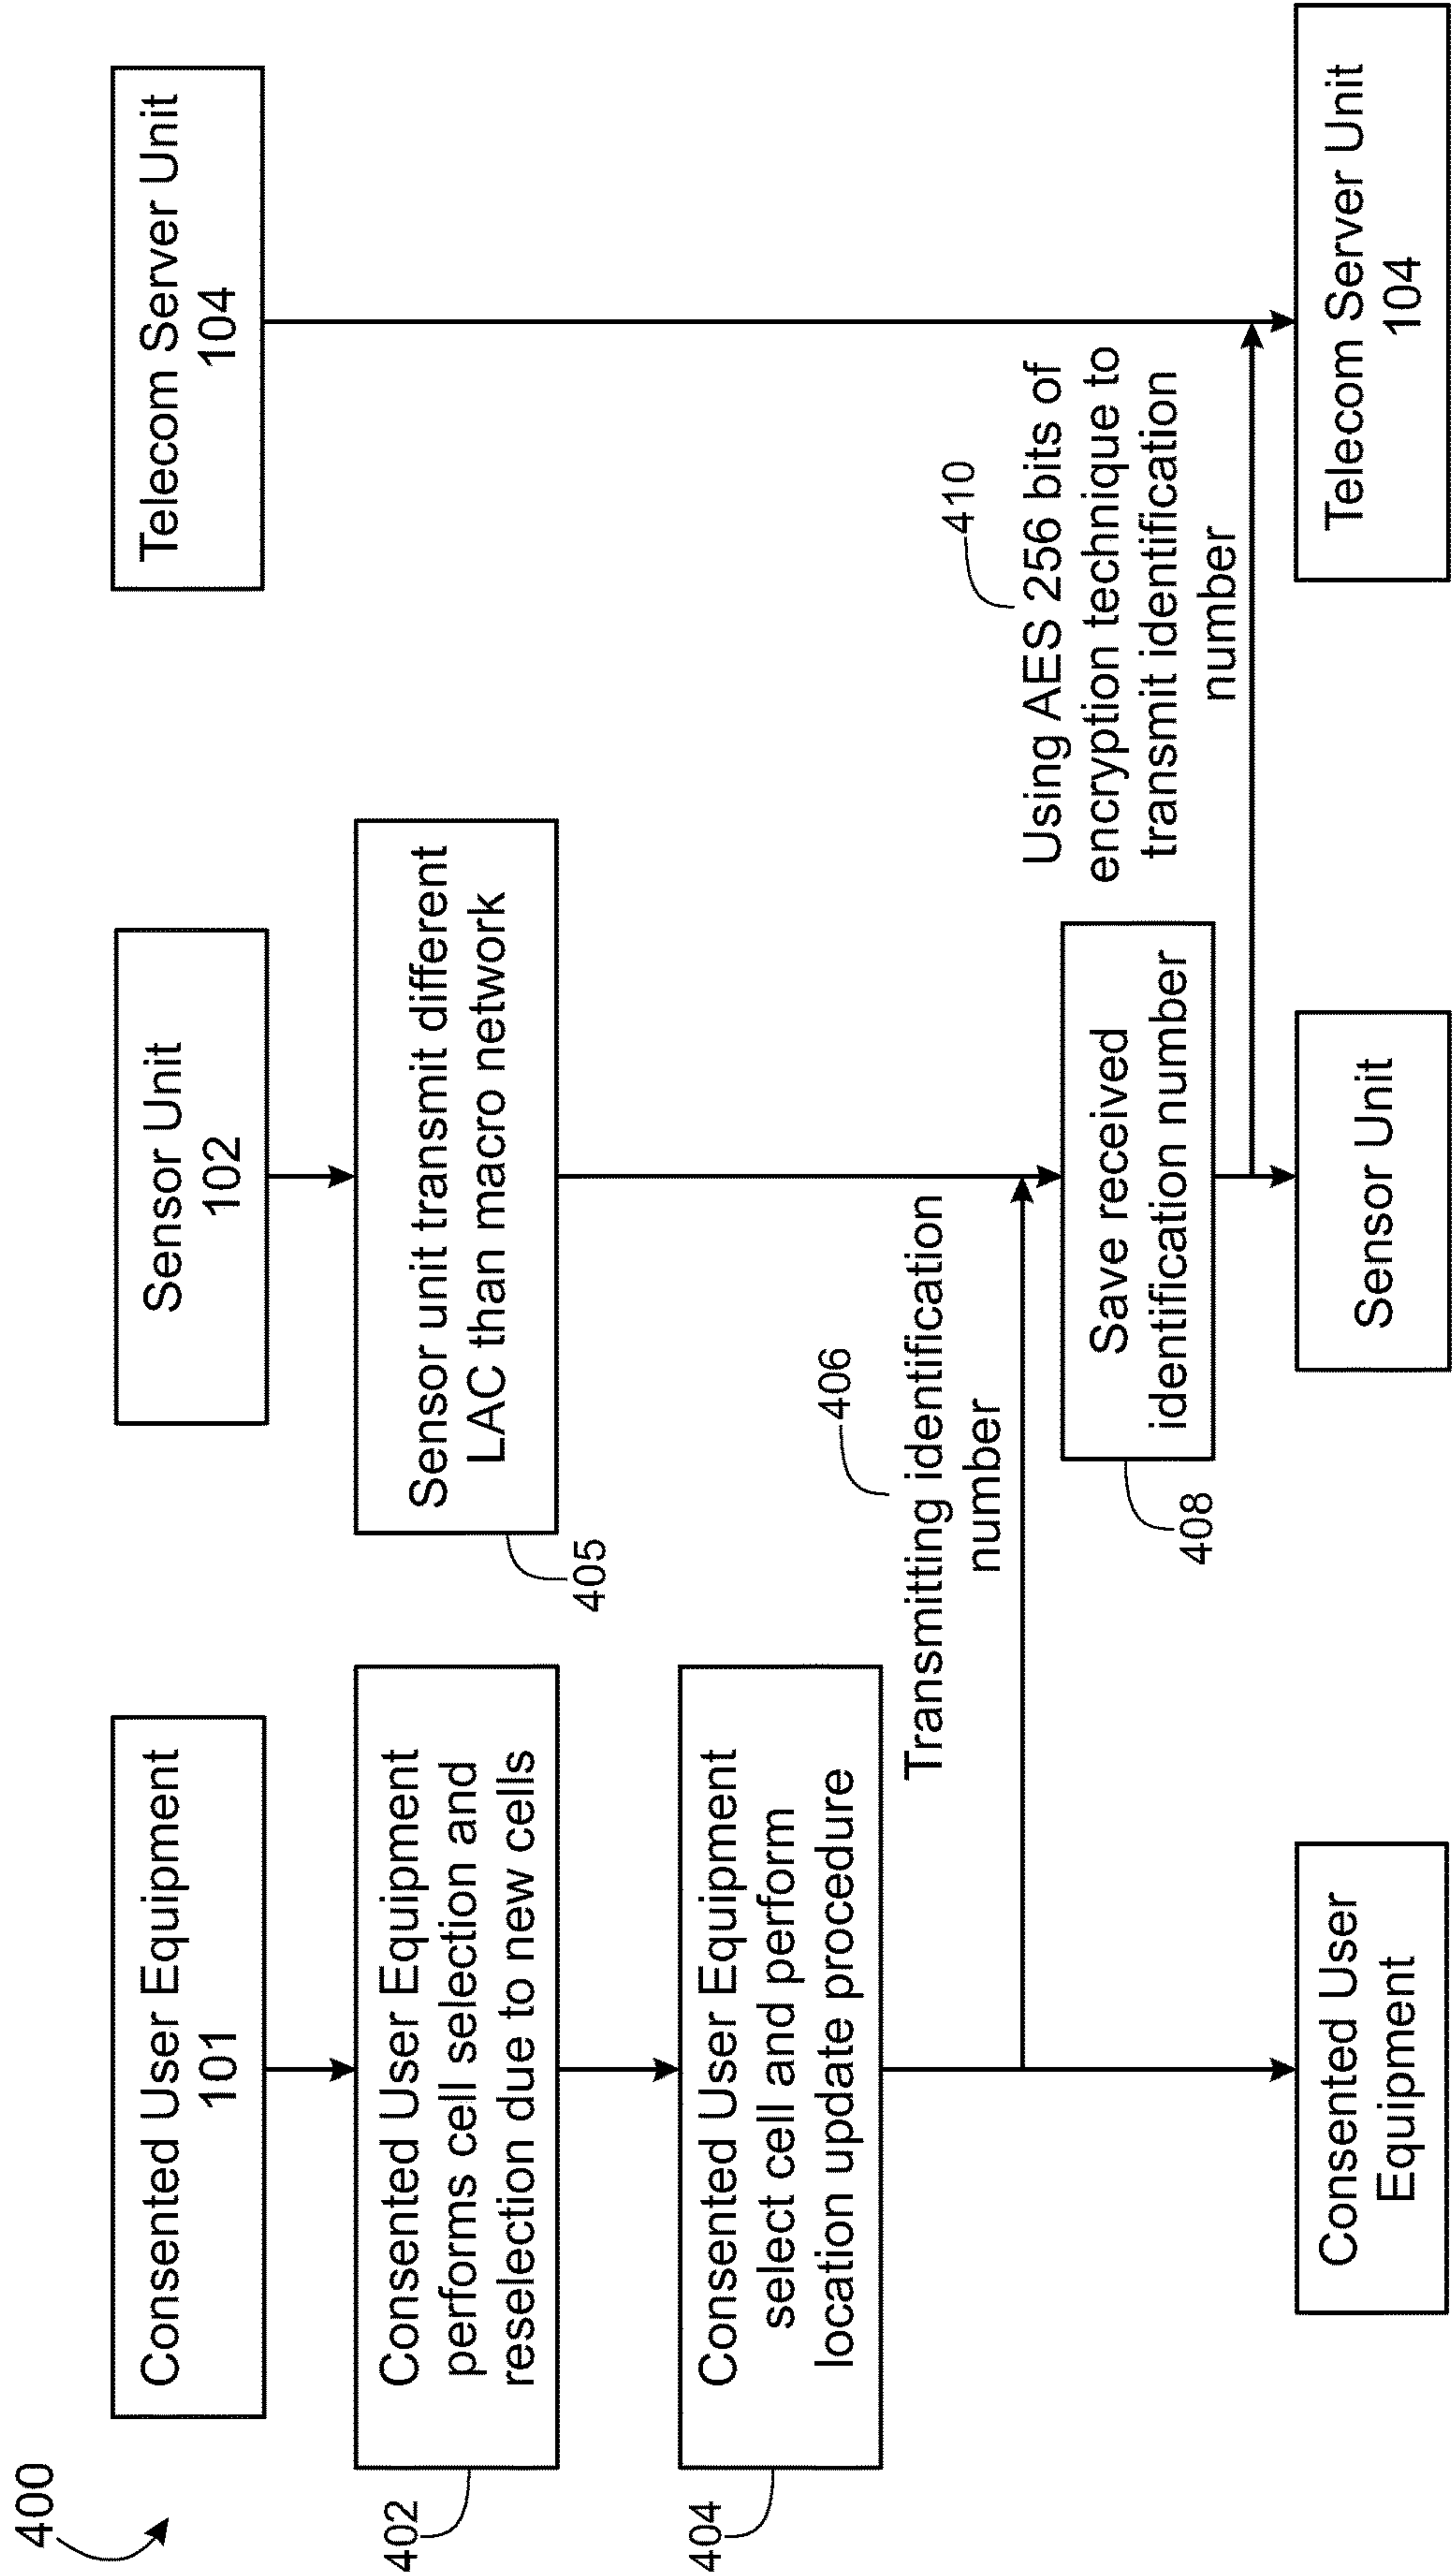 400
Consented User Equipment
101
Sensor Unit
102
Telecom Server Unit
104
402
Consented User Equipment
performs cell selection and
reselection due to new cells
405
Sensor unit transmit different
LAC than macro network
404
Consented User Equipment
select cell and perform
location update procedure
406
Transmitting identification
number
408
Save received
identification number
410
Using AES 256 bits of
encryption technique to
transmit identification
number
Consented User
Equipment
Sensor Unit
Telecom Server Unit
104